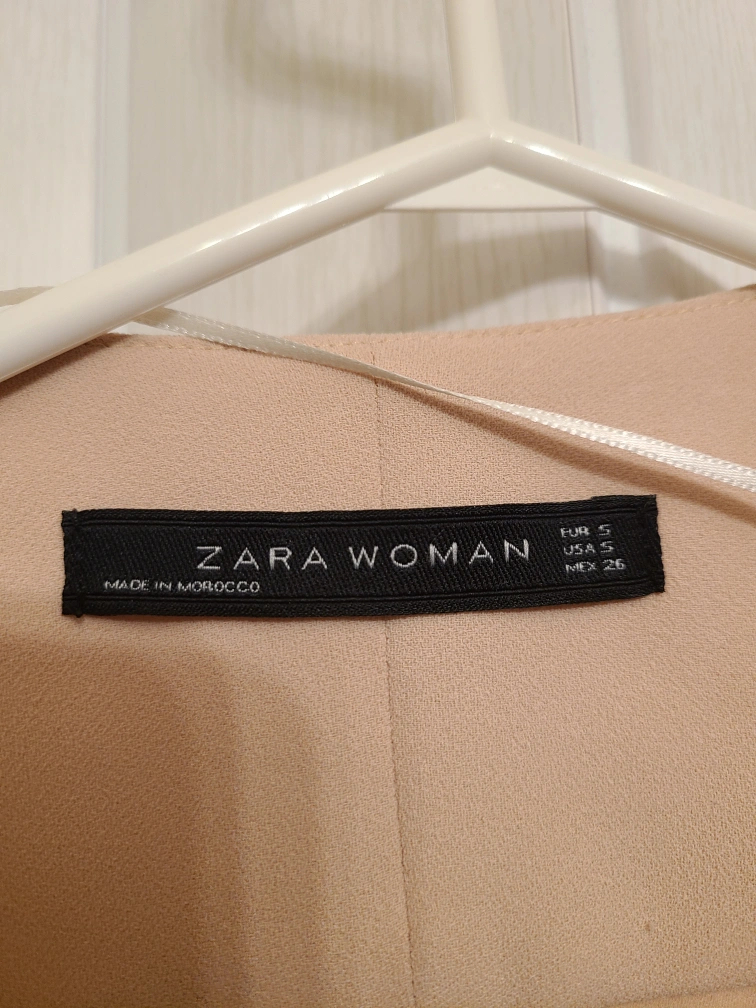 ZARA WOMAN
MADE IN MOROCCO
EUR S
USA S
MEX 26